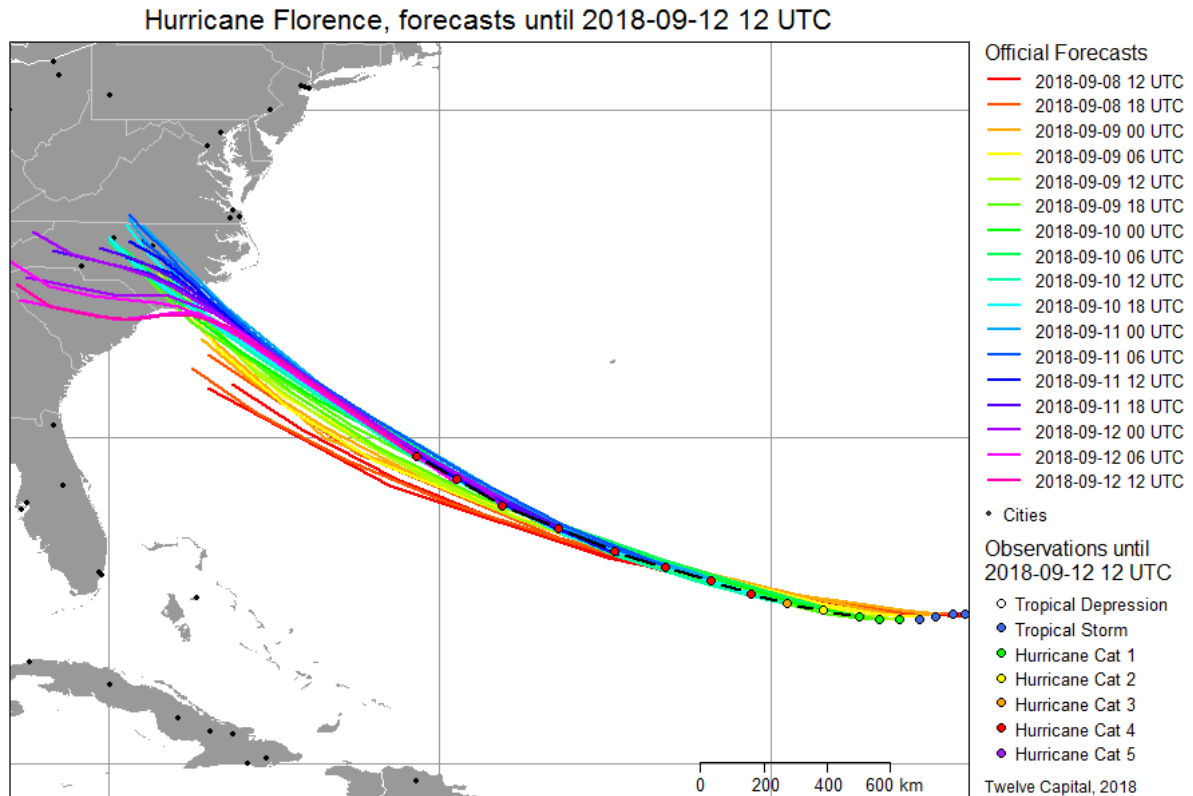 Hurricane Florence, forecasts until 2018-09-12 12 UTC
Official Forecasts
2018-09-08 12 UTC
2018-09-08 18 UTC
2018-09-09 00 UTC
2018-09-09 06 UTC
2018-09-09 12 UTC
2018-09-09 18 UTC
2018-09-10 00 UTC
2018-09-10 06 UTC
2018-09-10 12 UTC
2018-09-10 18 UTC
2018-09-11 00 UTC
2018-09-11 06 UTC
2018-09-11 12 UTC
2018-09-11 18 UTC
2018-09-12 00 UTC
2018-09-12 06 UTC
2018-09-12 12 UTC
Cities
Observations until
2018-09-12 12 UTC
Tropical Depression
Tropical Storm
Hurricane Cat 1
Hurricane Cat 2
Hurricane Cat 3
Hurricane Cat 4
Hurricane Cat 5
0 200 400 600 km
Twelve Capital, 2018